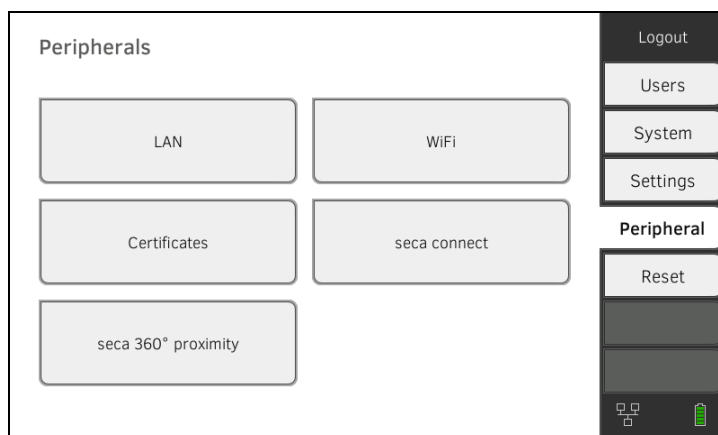 Peripherals
LAN
WiFi
Certificates
seca connect
seca 360° proximity
Logout
Users
System
Settings
Peripheral
Reset